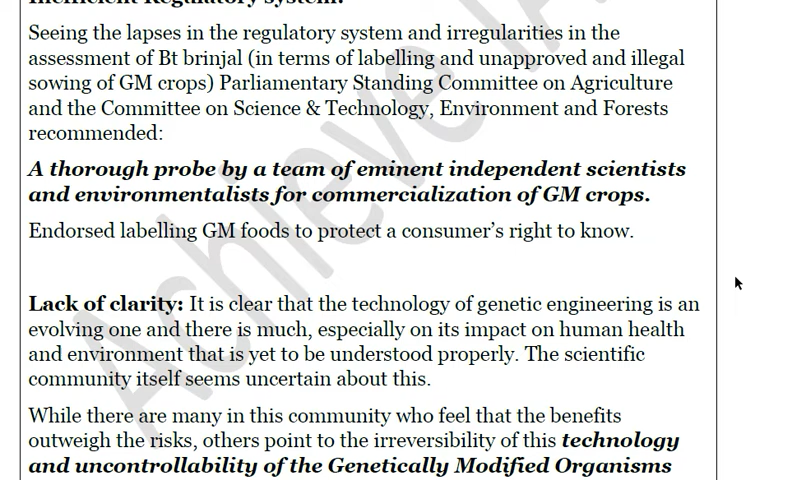 Inefficient Regulatory system:
Seeing the lapses in the regulatory system and irregularities in the
assessment of Bt brinjal (in terms of labelling and unapproved and illegal
sowing of GM crops) Parliamentary Standing Committee on Agriculture
and the Committee on Science & Technology, Environment and Forests
recommended:
A thorough probe by a team of eminent independent scientists
and environmentalists for commercialization of GM crops.
Endorsed labelling GM foods to protect a consumer’s right to know.
Lack of clarity: It is clear that the technology of genetic engineering is an
evolving one and there is much, especially on its impact on human health
and environment that is yet to be understood properly. The scientific
community itself seems uncertain about this.
While there are many in this community who feel that the benefits
outweigh the risks, others point to the irreversibility of this technology
and uncontrollability of the Genetically Modified Organisms
Achieve IA